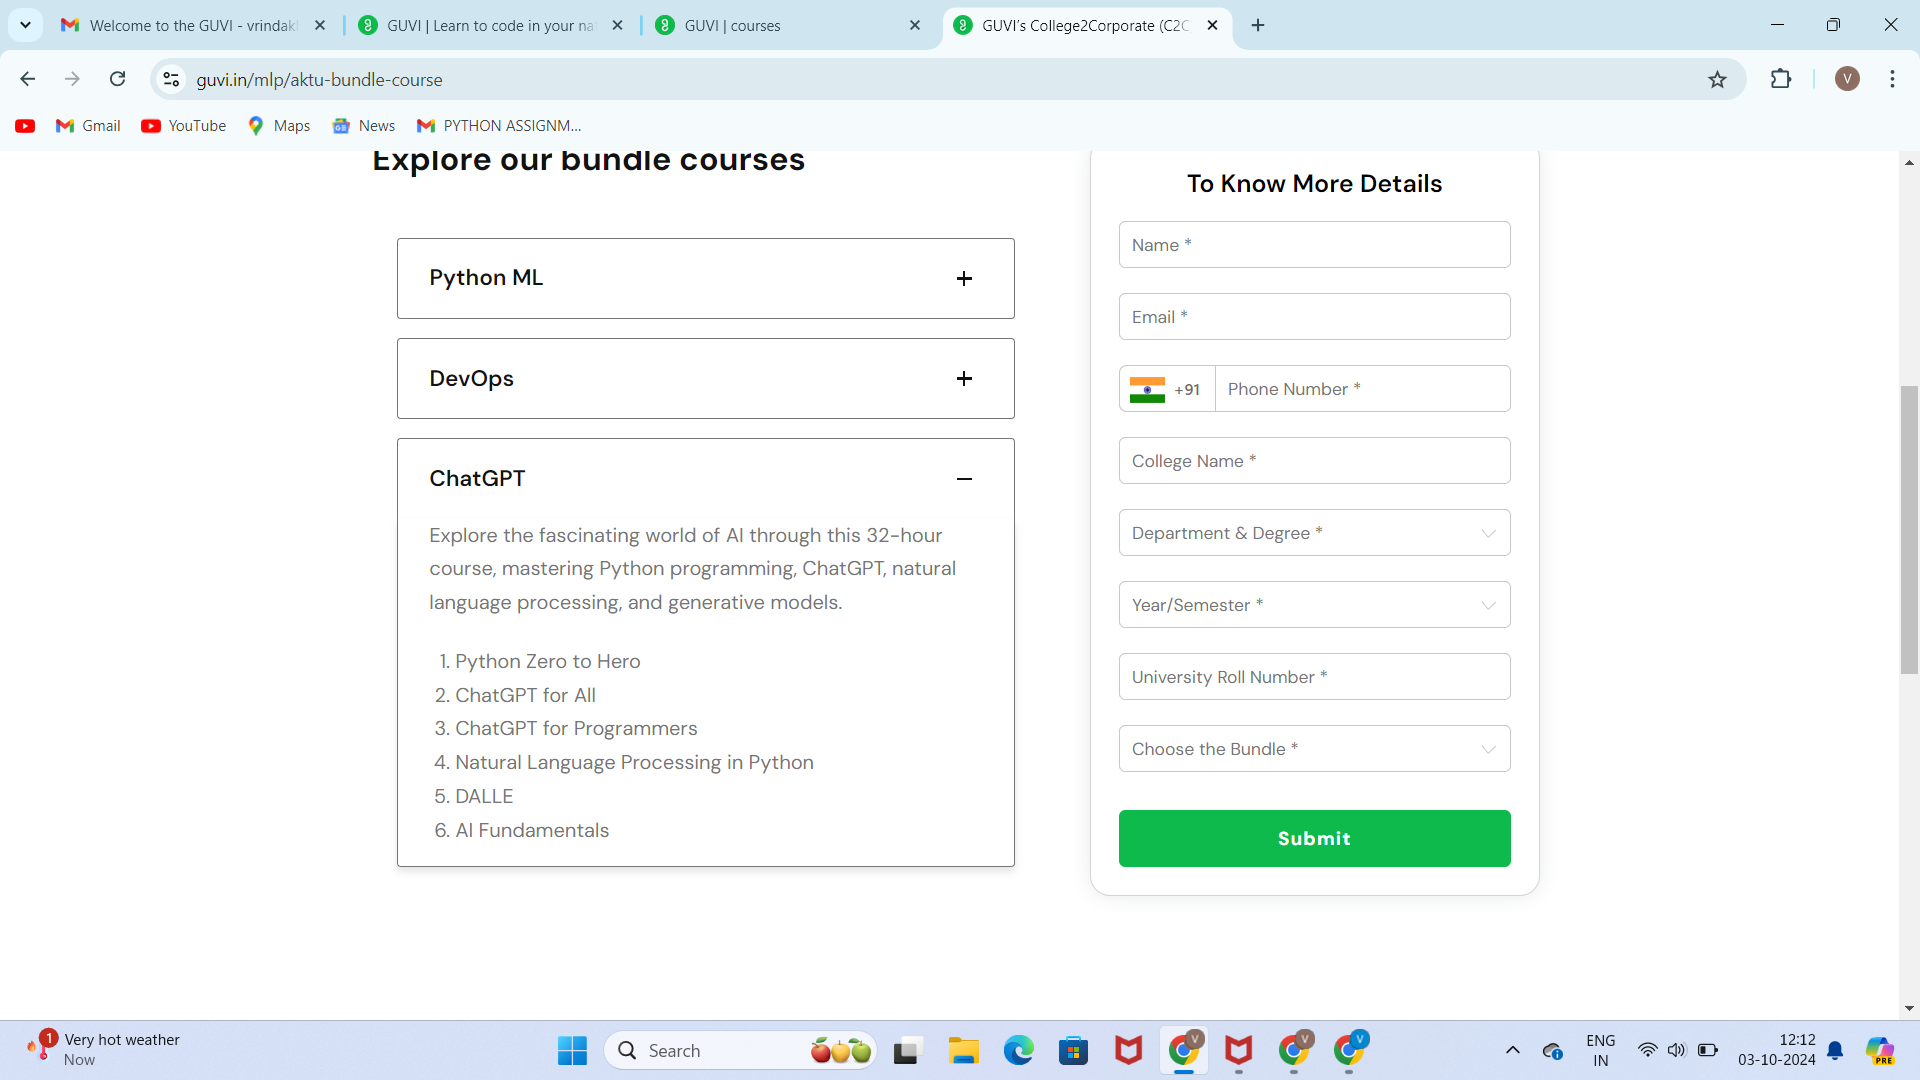 Welcome to the GUVI - vrindak
GUVI | Learn to code in your na
GUVI | courses
GUVI's College2Corporate (C2C
guvi.in/mlp/aktu-bundle-course
V
Gmail
YouTube
Maps
News
PYTHON ASSIGNM...
Explore our bundle courses
Python ML
DevOps
ChatGPT
Explore the fascinating world of AI through this 32-hour
course, mastering Python programming, ChatGPT, natural
language processing, and generative models.
1. Python Zero to Hero
2. ChatGPT for All
3. ChatGPT for Programmers
4. Natural Language Processing in Python
5. DALLE
6. AI Fundamentals
To Know More Details
Name *
Email *
+91 Phone Number *
College Name *
Department & Degree *
Year/Semester *
University Roll Number *
Choose the Bundle *
Submit
1
Very hot weather
Now
Search
V
V
V
ENG
IN
12:12
03-10-2024
PRE